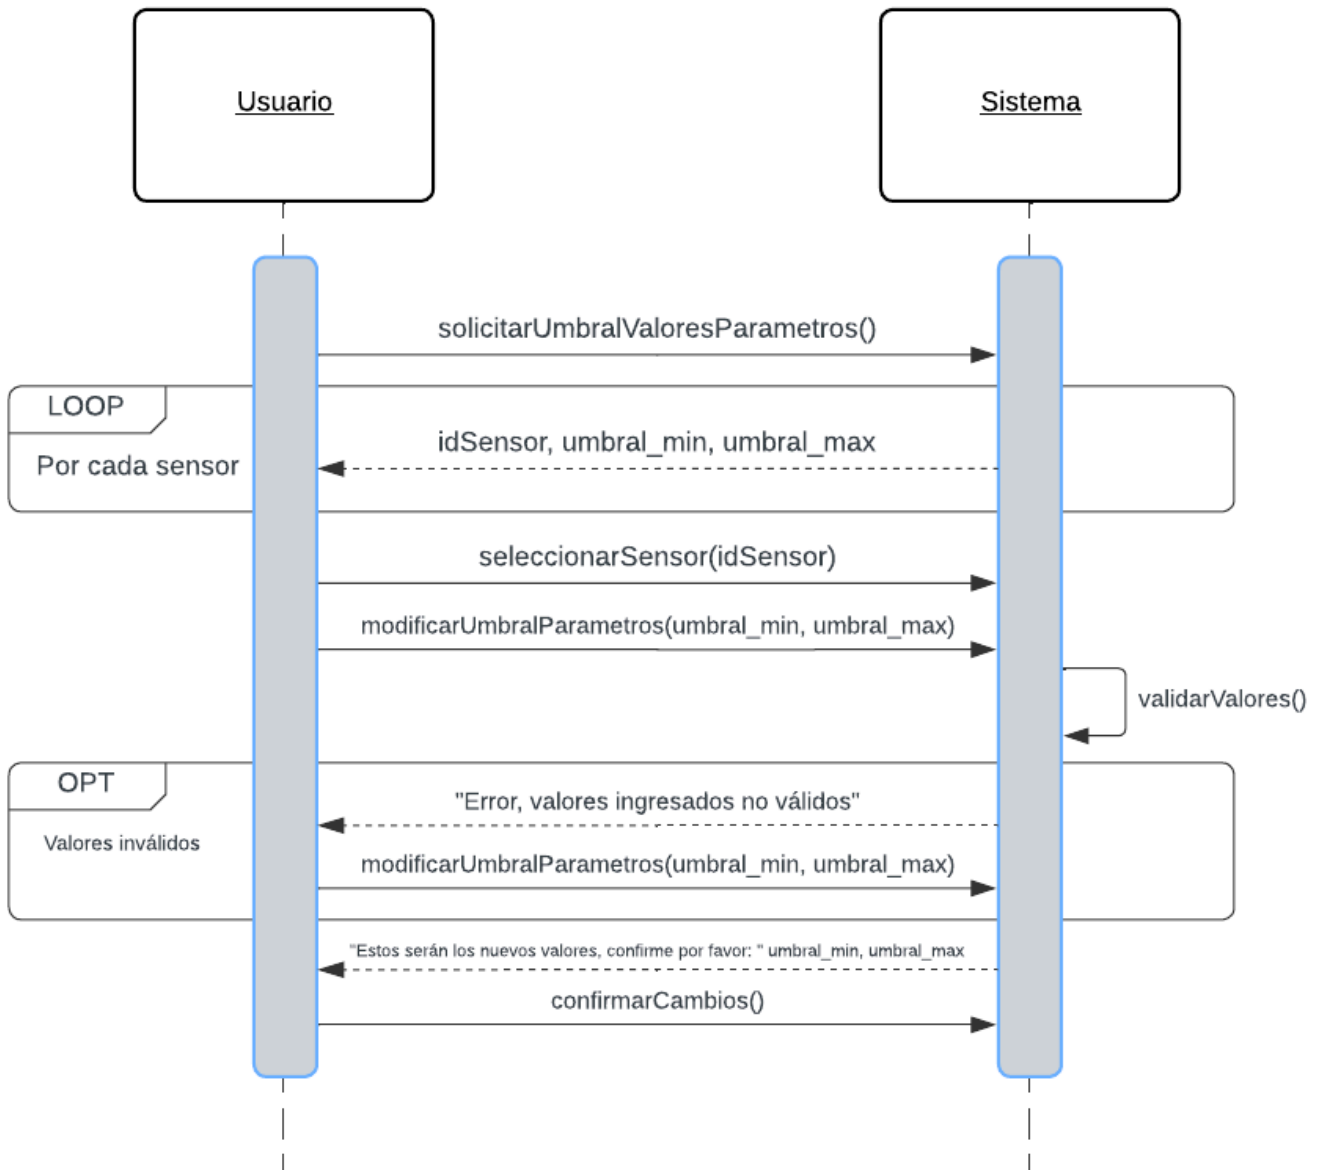 Usuario
Sistema
solicitarUmbralValoresParametros()
LOOP
idSensor, umbral_min, umbral_max
Por cada sensor
seleccionarSensor(idSensor)
modificarUmbralParametros(umbral_min, umbral_max)
validarValores()
OPT
"Error, valores ingresados no válidos"
Valores inválidos
modificarUmbralParametros(umbral_min, umbral_max)
"Estos serán los nuevos valores, confirme por favor: " umbral_min, umbral_max
confirmarCambios()